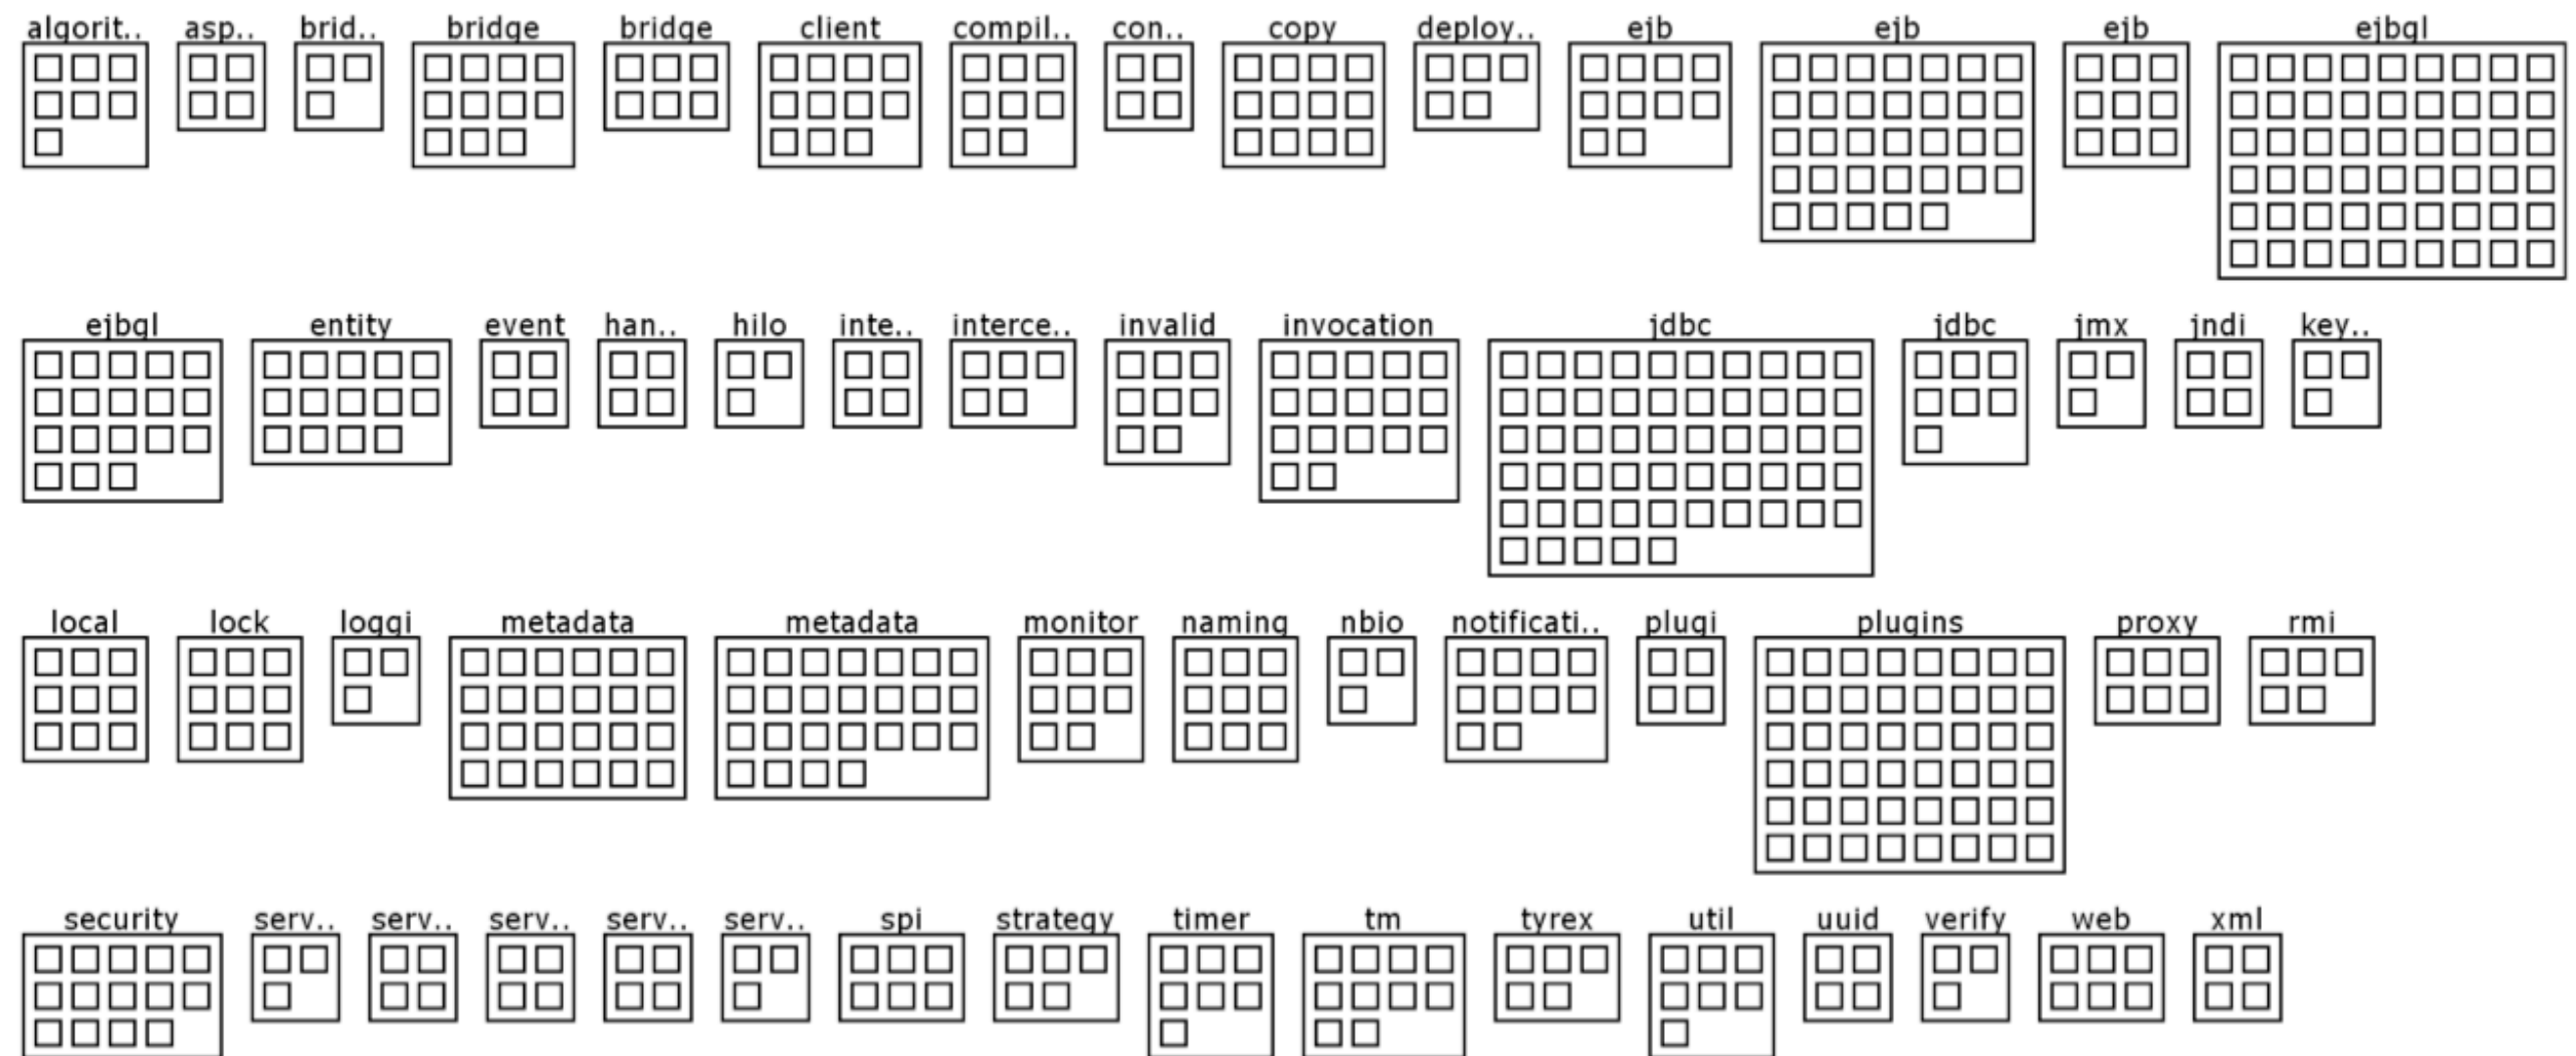 algorit.. asp.. brid.. bridge bridge client compil.. con.. copy deploy.. ejb ejb ejb ejbql
ejbql entity event han.. hilo inte.. interce.. invalid invocation jdbc jdbc jmx jndi key..
local lock loggi metadata metadata monitor naming nbio notificati.. plugi plugins proxy rmi
security serv.. serv.. serv.. serv.. serv.. spi strategy timer tm tyrex util uuid verify web xml